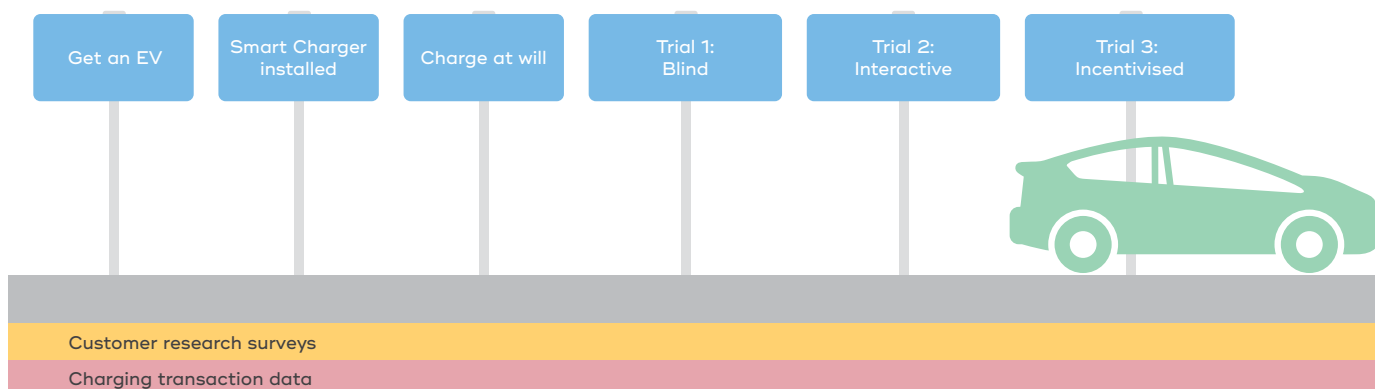 Get an EV
Smart Charger
installed
Charge at will
Trial 1:
Blind
Trial 2:
Interactive
Trial 3:
Incentivised
Customer research surveys
Charging transaction data